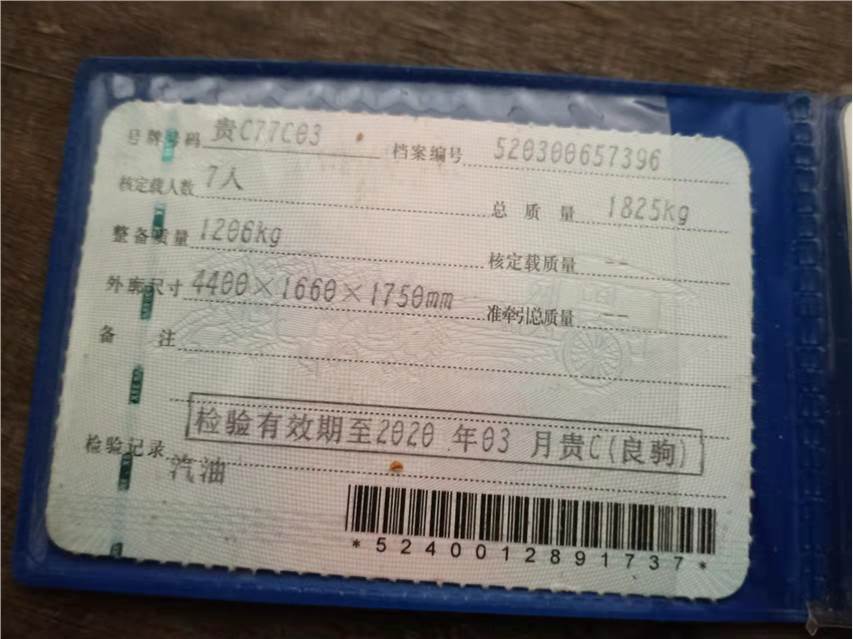 号牌号码 贵C77C03 档案编号 520300657396
核定载人数 7人 总质量 1825kg
整备质量 1206kg 核定载质量 --
外廓尺寸 4400×1660×1750mm 准牵引总质量 --
备注
检验记录 检验有效期至2020年03月贵C(良驹)
汽油
*5240012891737*